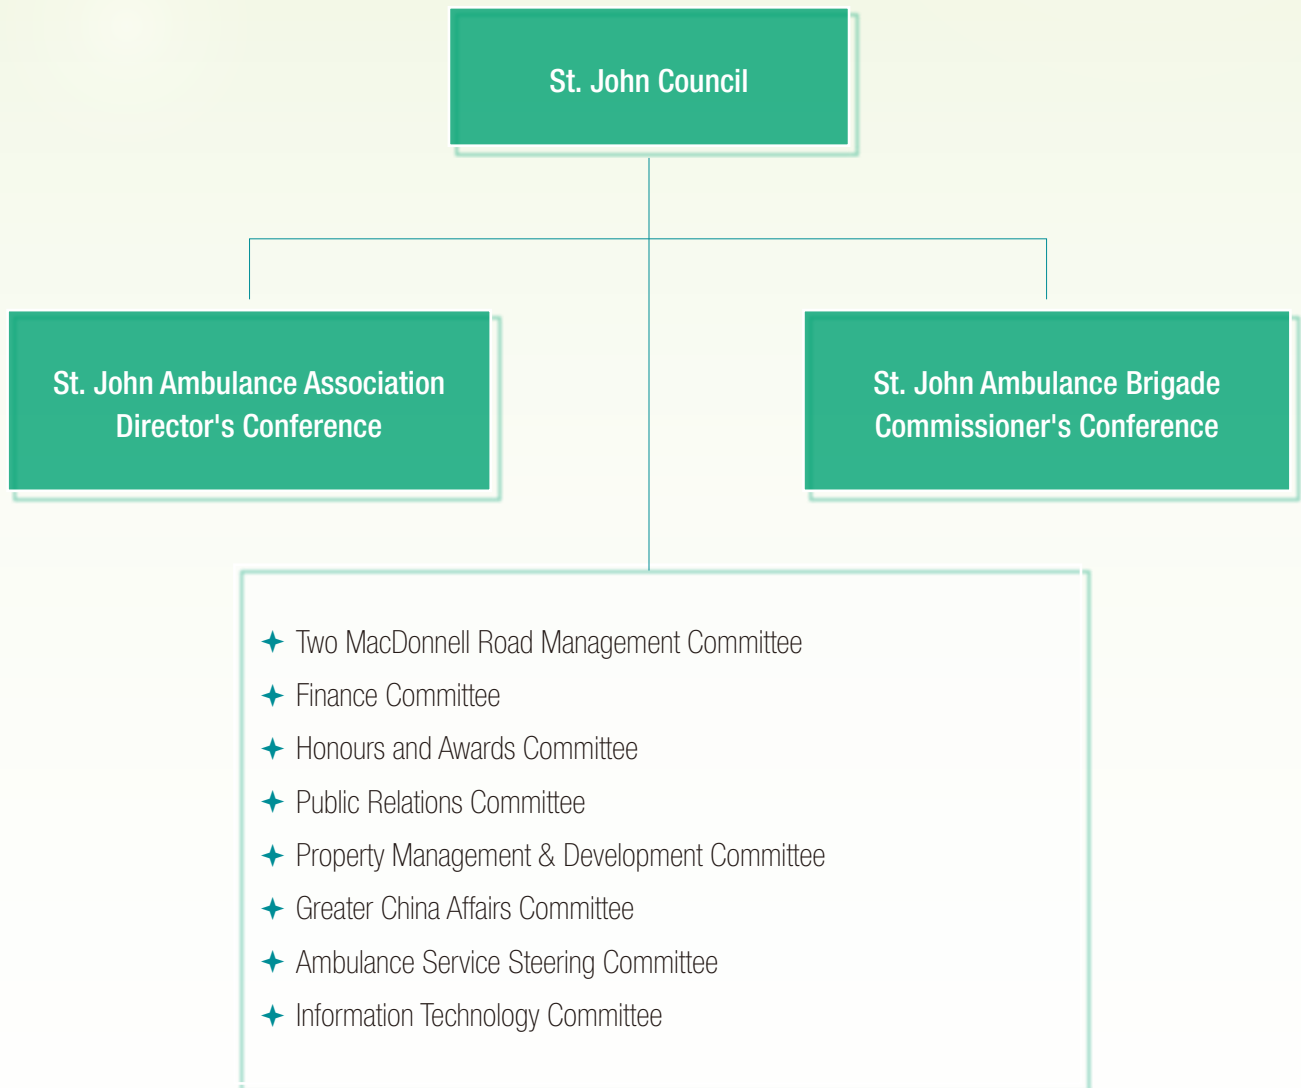 St. John Council
St. John Ambulance Association
Director's Conference
St. John Ambulance Brigade
Commissioner's Conference
Two MacDonnell Road Management Committee
Finance Committee
Honours and Awards Committee
Public Relations Committee
Property Management & Development Committee
Greater China Affairs Committee
Ambulance Service Steering Committee
Information Technology Committee